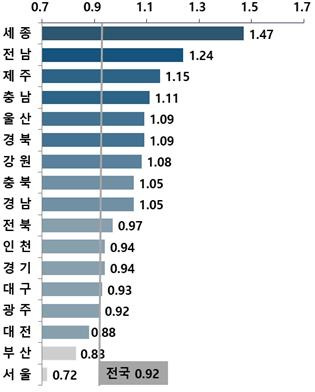 0.7 0.9 1.1 1.3 1.5 1.7
세 종 1.47
전 남 1.24
제 주 1.15
충 남 1.11
울 산 1.09
경 북 1.09
강 원 1.08
충 북 1.05
경 남 1.05
전 북 0.97
인 천 0.94
경 기 0.94
대 구 0.93
광 주 0.92
대 전 0.88
부 산 0.83
서 울 0.72 전국 0.92